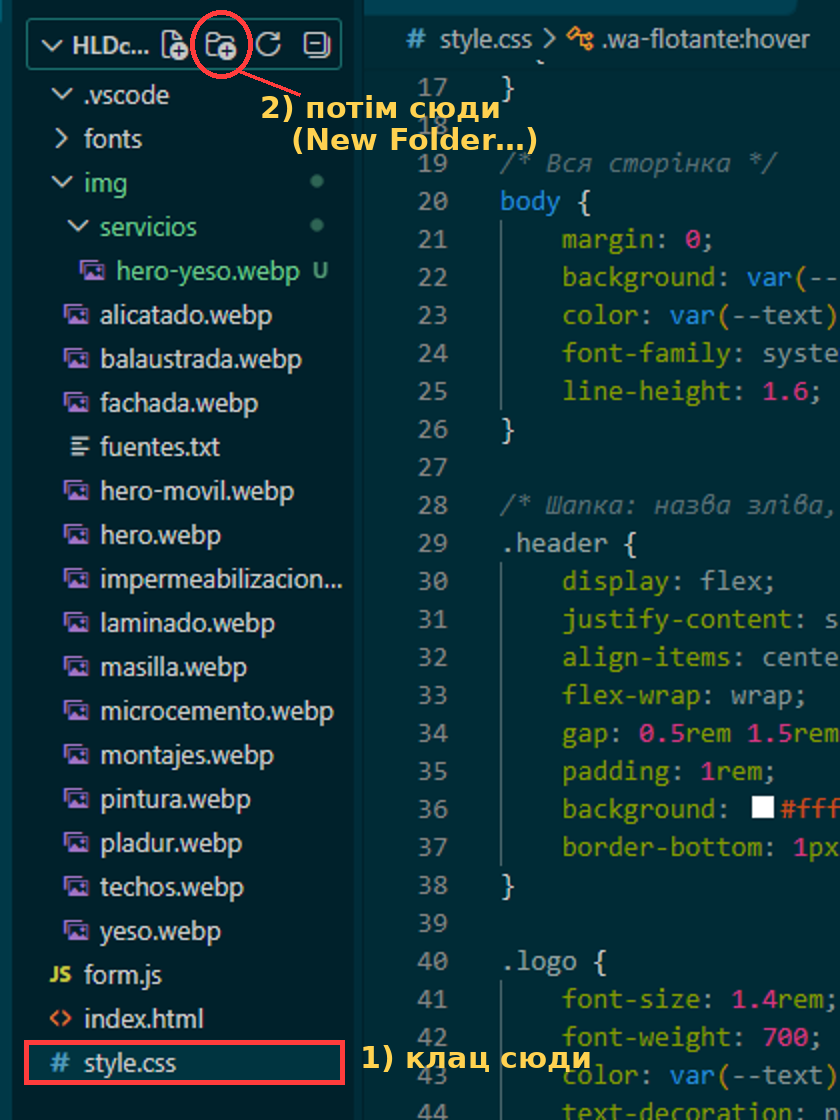 HLDc...
.vscode
fonts
img
servicios
hero-yeso.webp U
alicatado.webp
balaustrada.webp
fachada.webp
fuentes.txt
hero-movil.webp
hero.webp
impermeabilizacion...
laminado.webp
masilla.webp
microcemento.webp
montajes.webp
pintura.webp
pladur.webp
techos.webp
yeso.webp
JS form.js
<> index.html
# style.css
1) клац сюди
2) потім сюди
(New Folder...)
# style.css > .wa-flotante:hover
17 }
18
19 /* Вся сторінка */
20 body {
21 margin: 0;
22 background: var(--
23 color: var(--text)
24 font-family: syste
25 line-height: 1.6;
26 }
27
28 /* Шапка: назва зліва,
29 .header {
30 display: flex;
31 justify-content: s
32 align-items: cente
33 flex-wrap: wrap;
34 gap: 0.5rem 1.5rem
35 padding: 1rem;
36 background: #fff
37 border-bottom: 1px
38 }
39
40 .logo {
41 font-size: 1.4rem;
42 font-weight: 700;
43 color: var(--text)
44 text-decoration: n